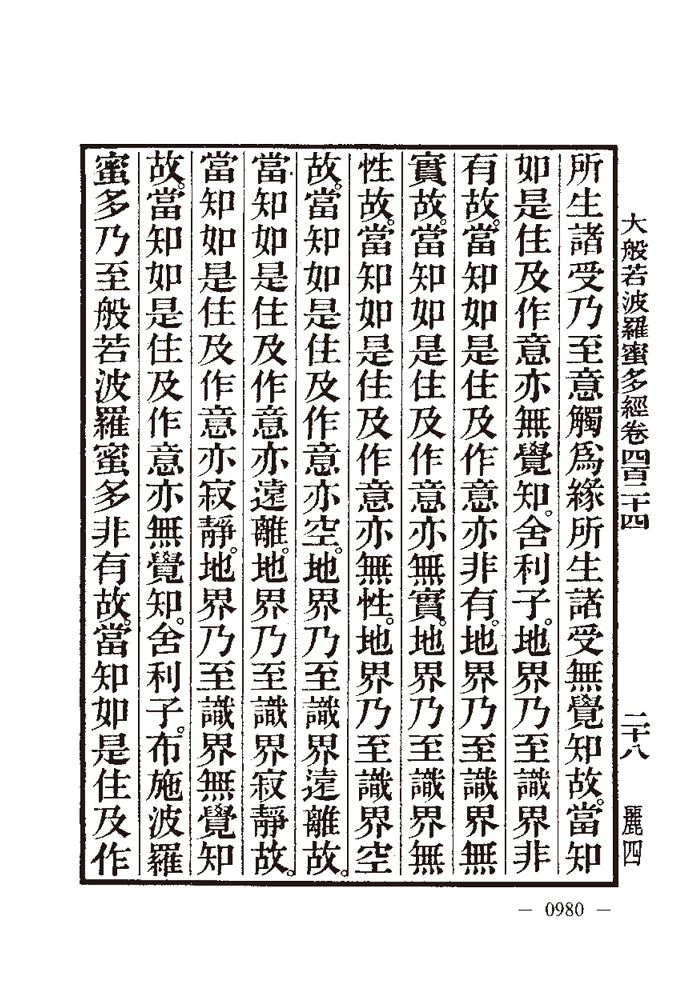 大般若波羅蜜多經卷四百二十四
二十八
麗四
所生諸受乃至意觸爲緣所生諸受無覺知故。當知
如是住及作意亦無覺知。舍利子。地界乃至識界非
有故。當知如是住及作意亦非有。地界乃至識界無
實故。當知如是住及作意亦無實。地界乃至識界無
性故。當知如是住及作意亦無性。地界乃至識界空
故。當知如是住及作意亦空。地界乃至識界遠離故。
當知如是住及作意亦遠離。地界乃至識界寂靜故。
當知如是住及作意亦寂靜。地界乃至識界無覺知
故。當知如是住及作意亦無覺知。舍利子。布施波羅
蜜多乃至般若波羅蜜多非有故。當知如是住及作
— 0980 —